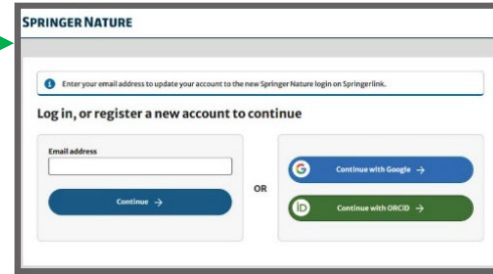 SPRINGER NATURE
Enter your email address to update your account to the new Springer Nature login on Springerlink.
Log in, or register a new account to continue
Email address
Continue →
OR
G
Continue with Google →
iD
Continue with ORCID →